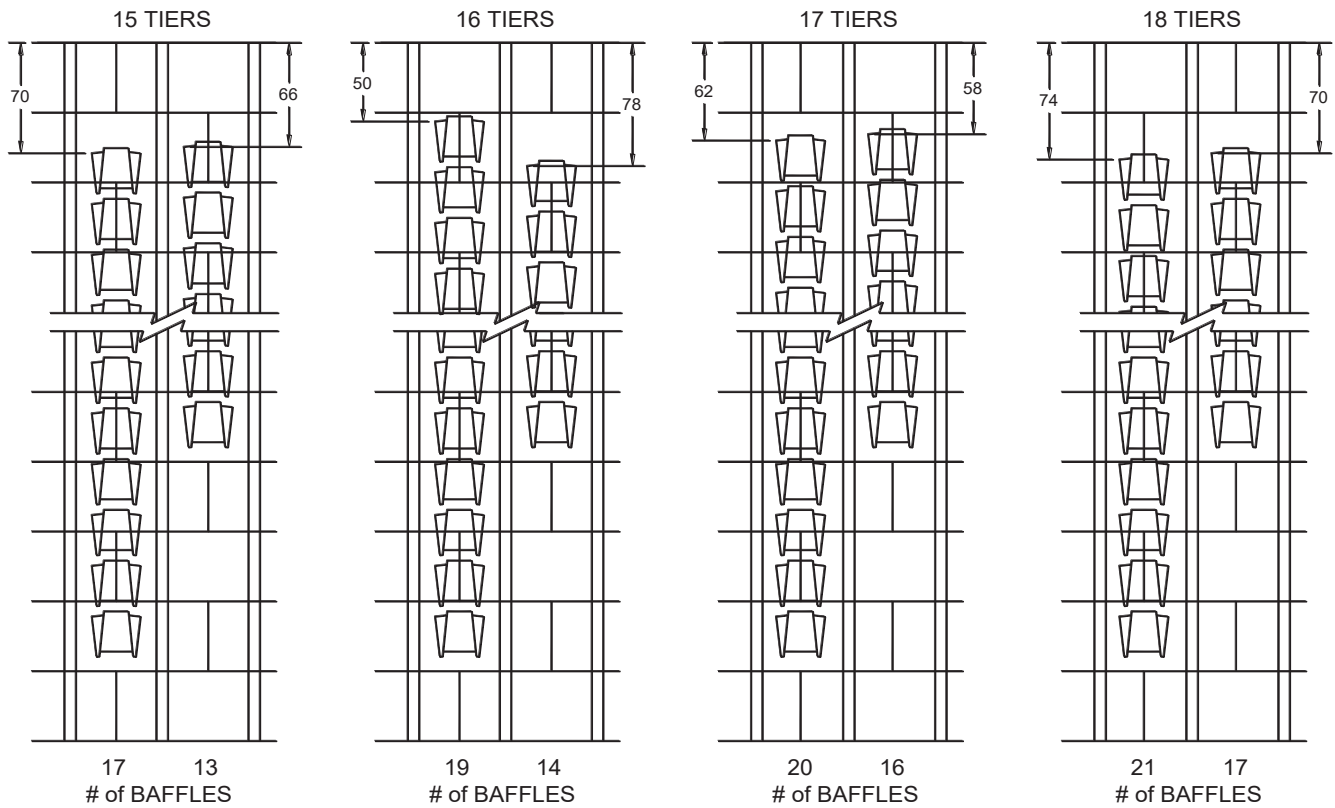 15 TIERS
16 TIERS
17 TIERS
18 TIERS
70
66
50
78
62
58
74
70
17 13
# of BAFFLES
19 14
# of BAFFLES
20 16
# of BAFFLES
21 17
# of BAFFLES